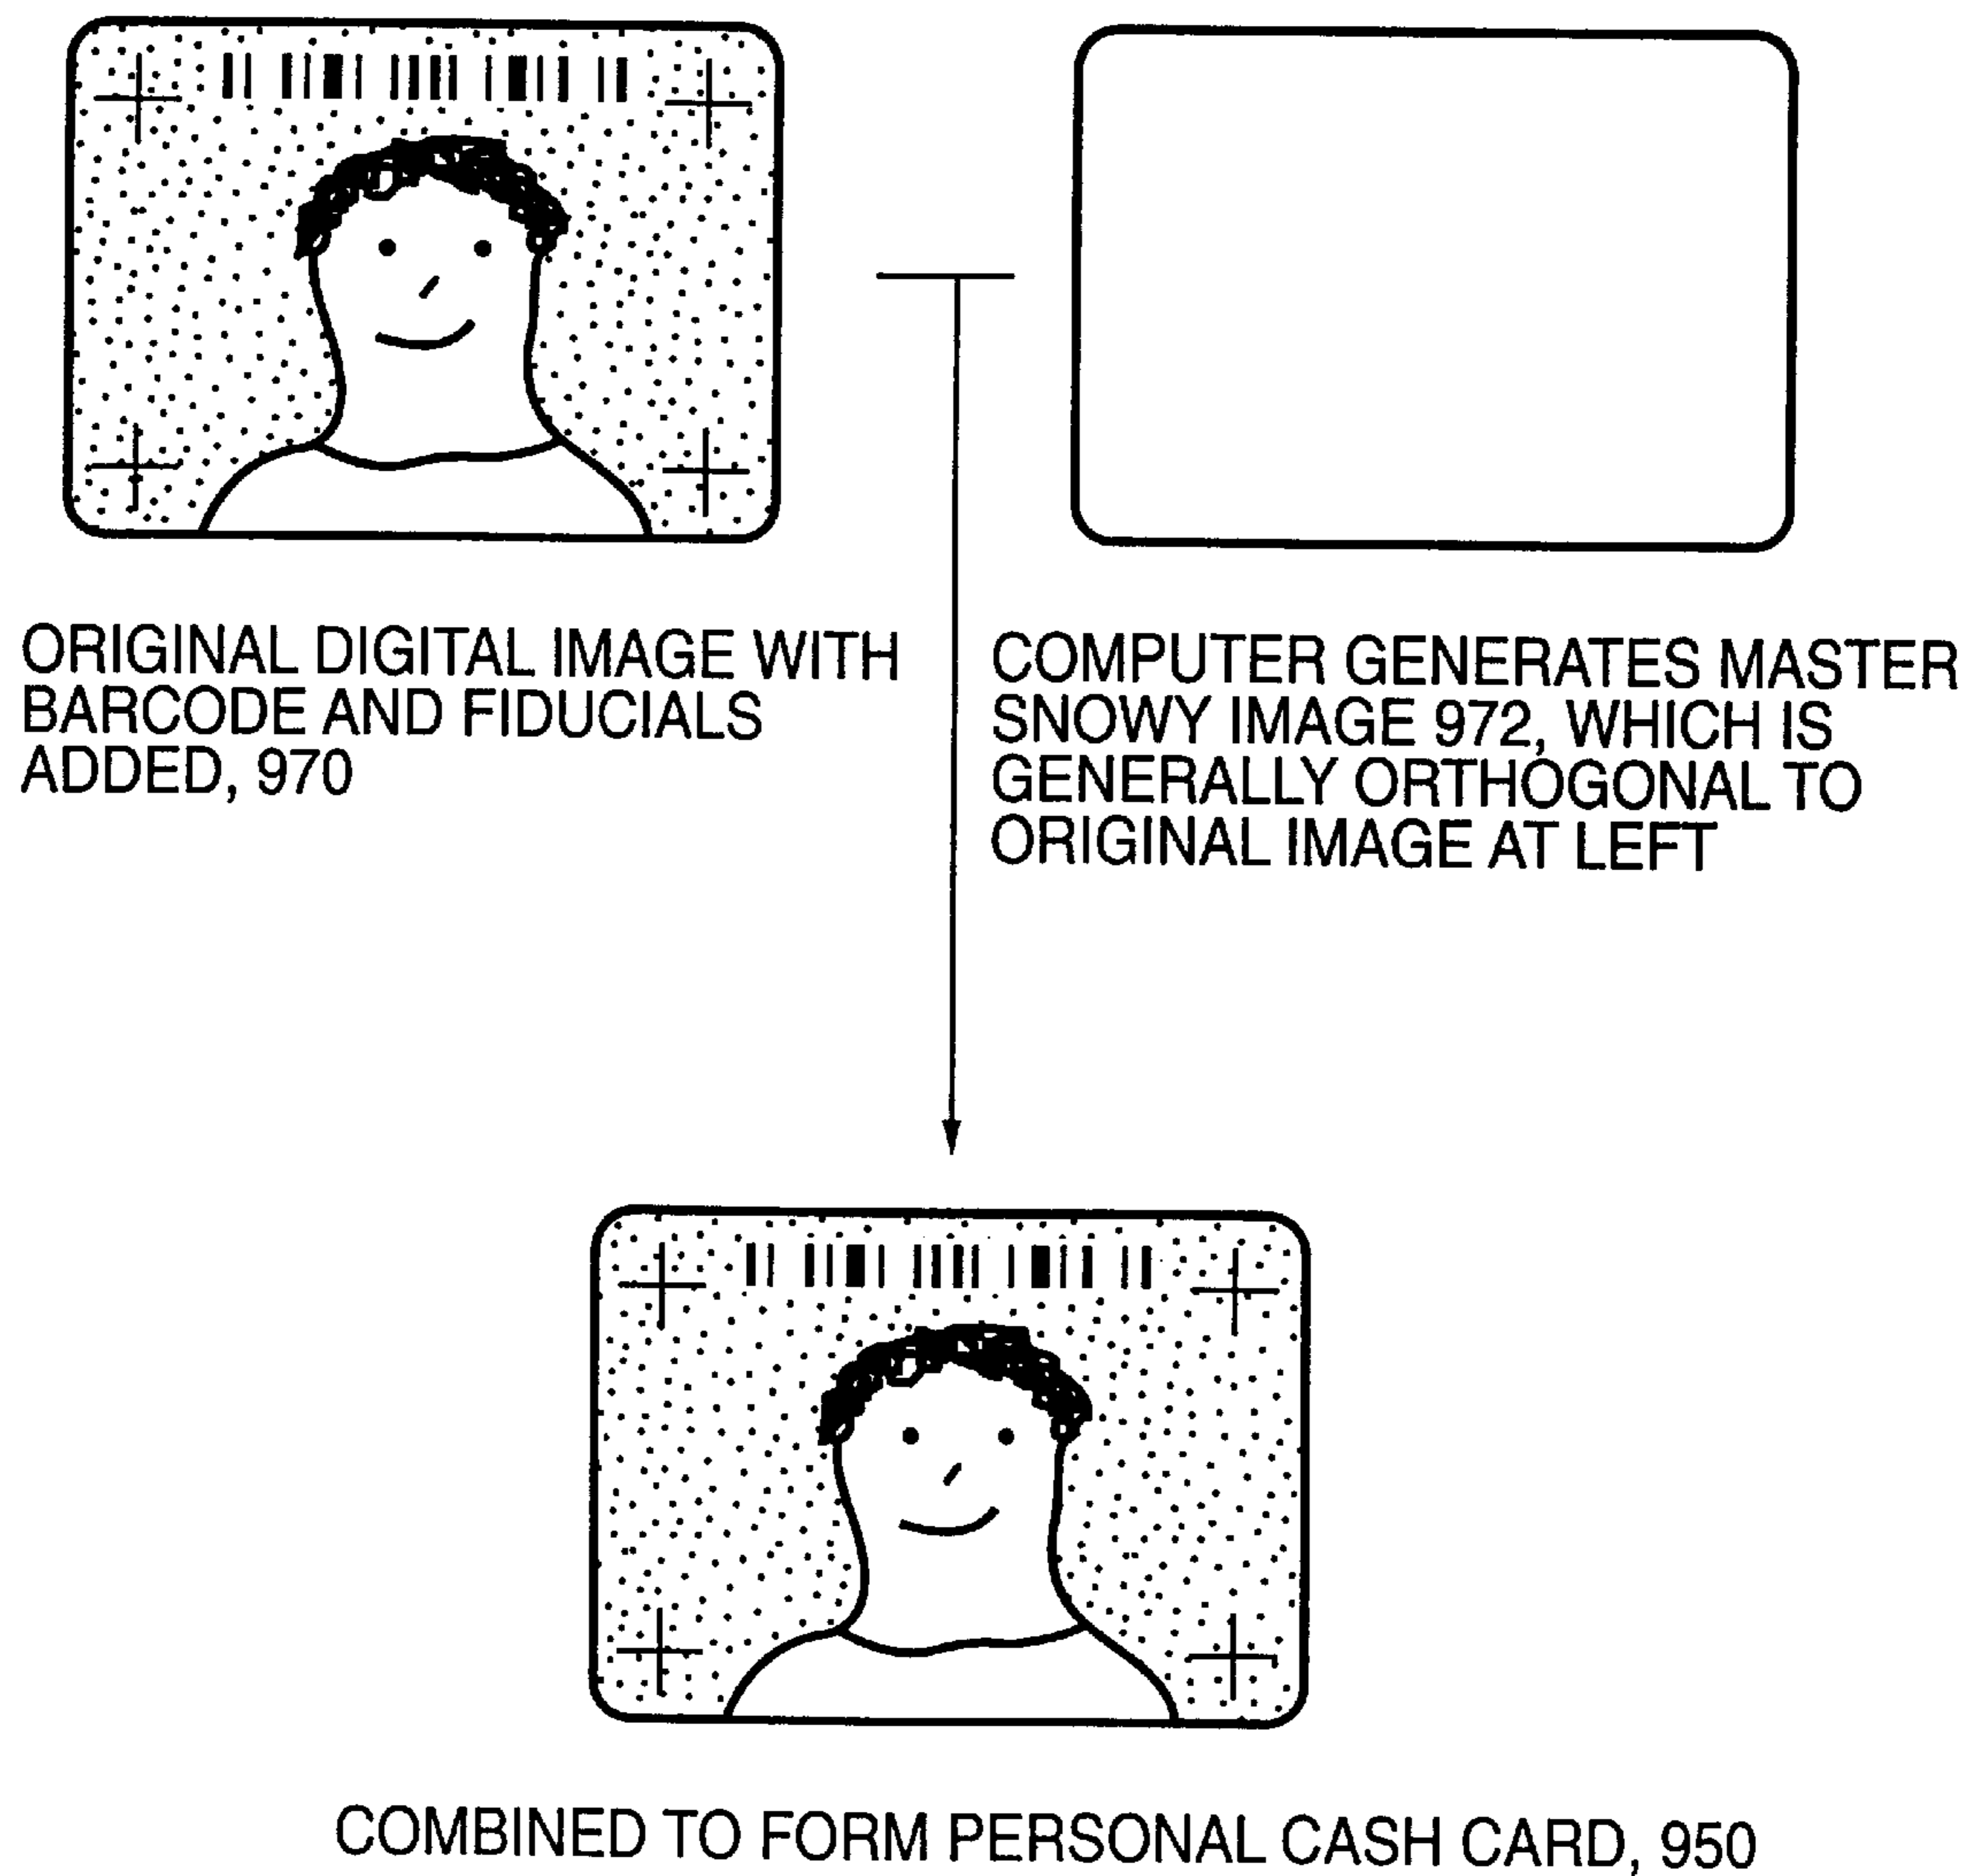 ORIGINAL DIGITAL IMAGE WITH
BARCODE AND FIDUCIALS
ADDED, 970
COMPUTER GENERATES MASTER
SNOWY IMAGE 972, WHICH IS
GENERALLY ORTHOGONAL TO
ORIGINAL IMAGE AT LEFT
COMBINED TO FORM PERSONAL CASH CARD, 950